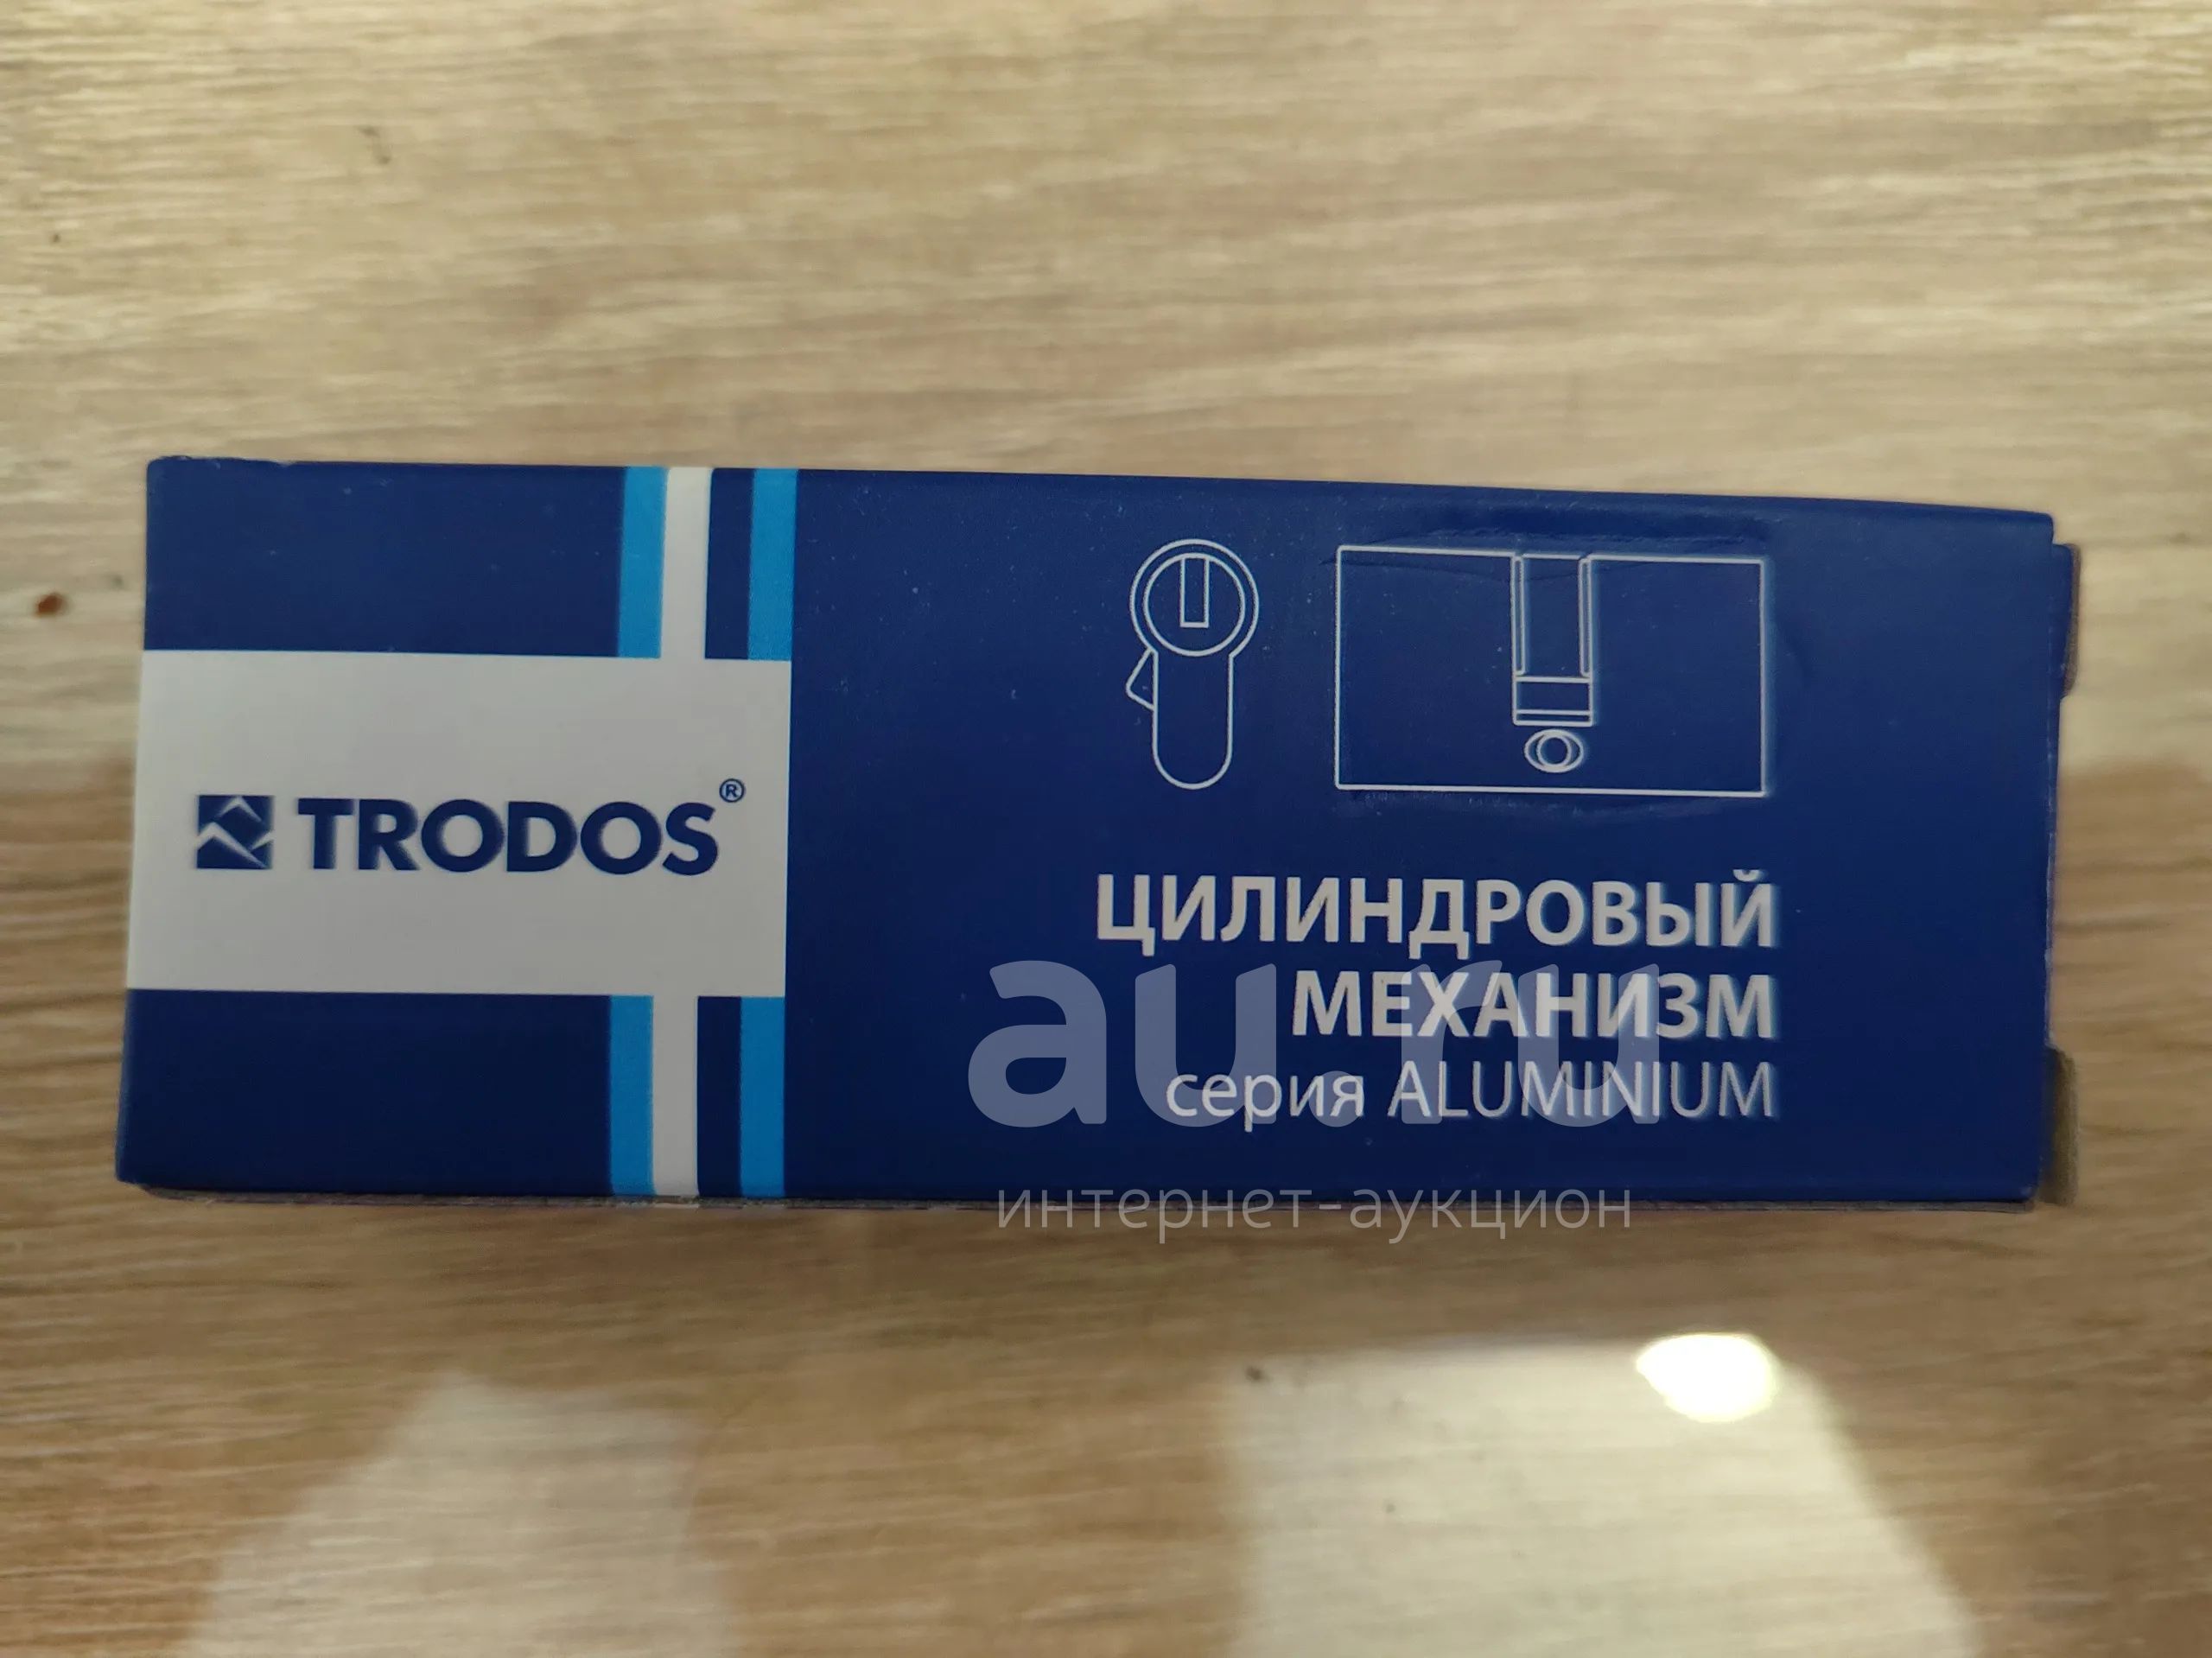 TRODOS®
ЦИЛИНДРОВЫЙ
МЕХАНИЗМ
серия ALUMINIUM
au.ru
интернет-аукцион